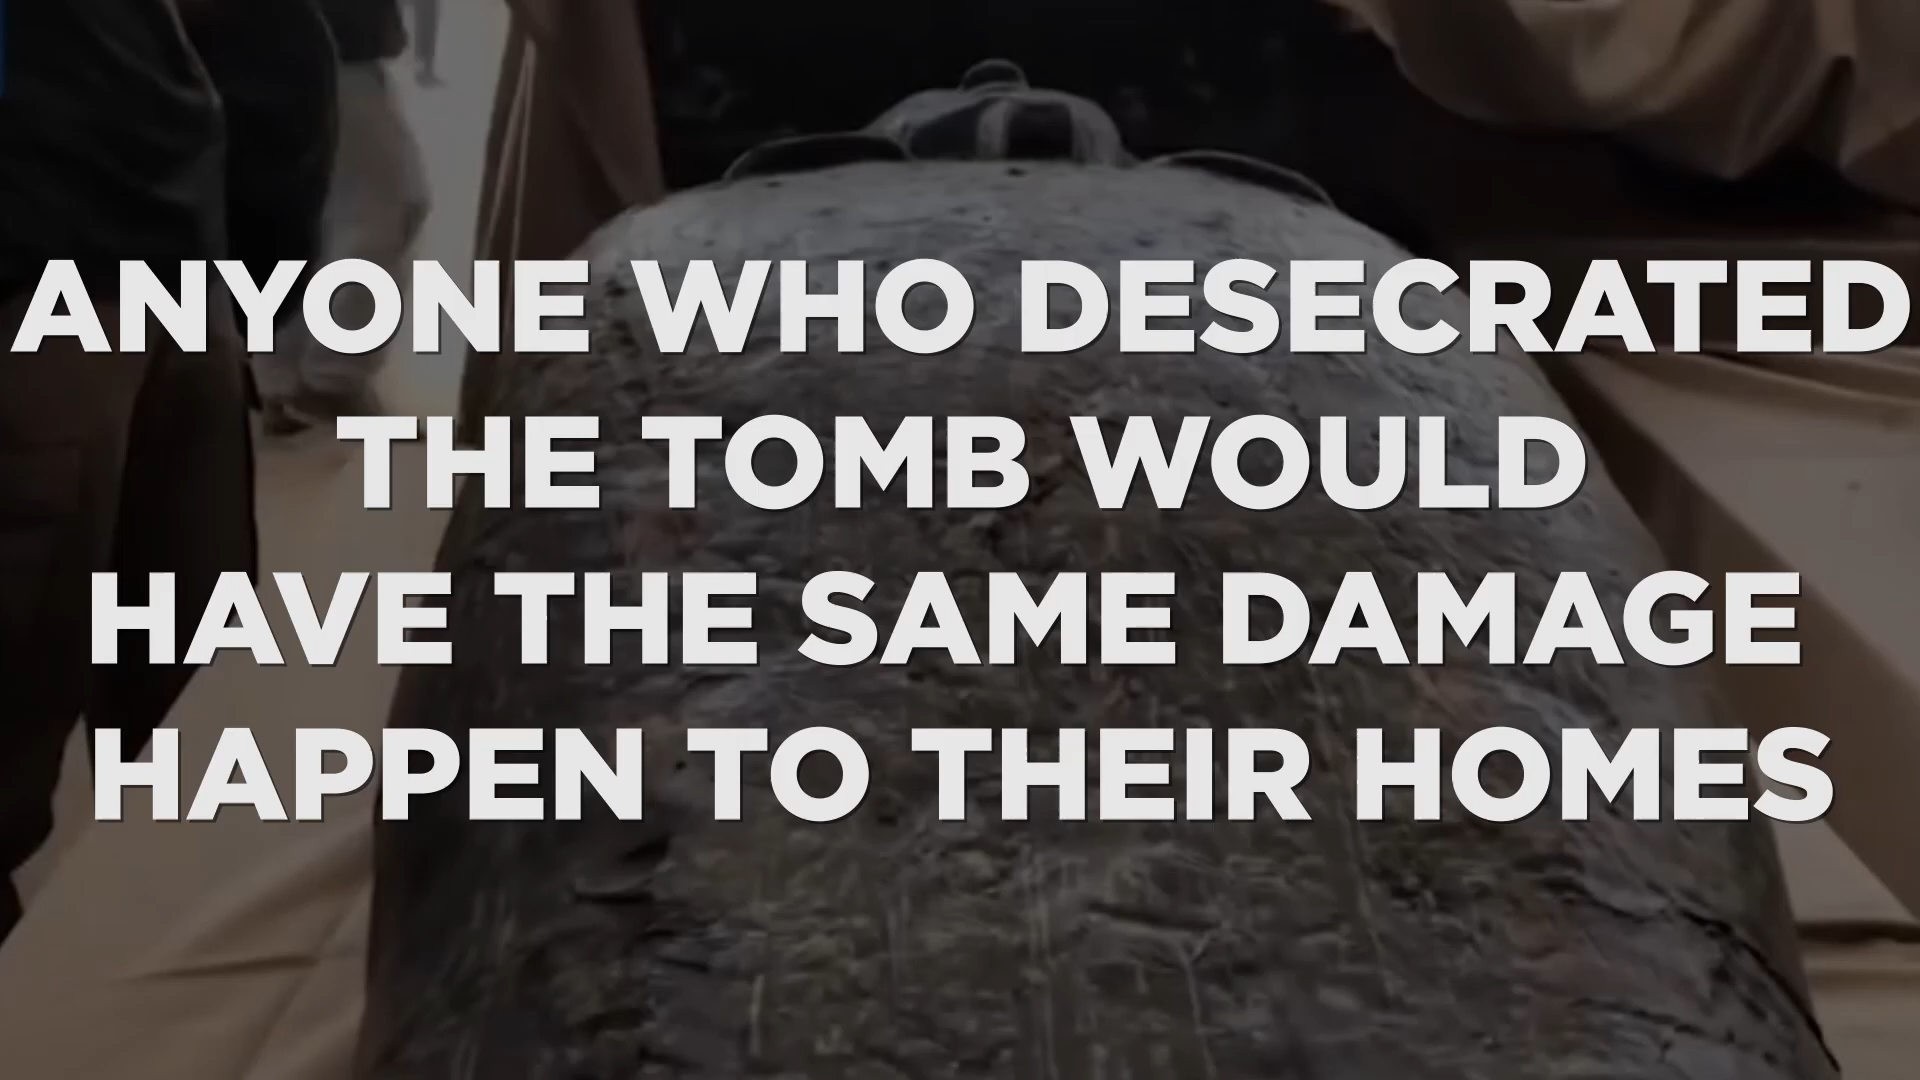 ANYONE WHO DESECRATED
THE TOMB WOULD
HAVE THE SAME DAMAGE
HAPPEN TO THEIR HOMES